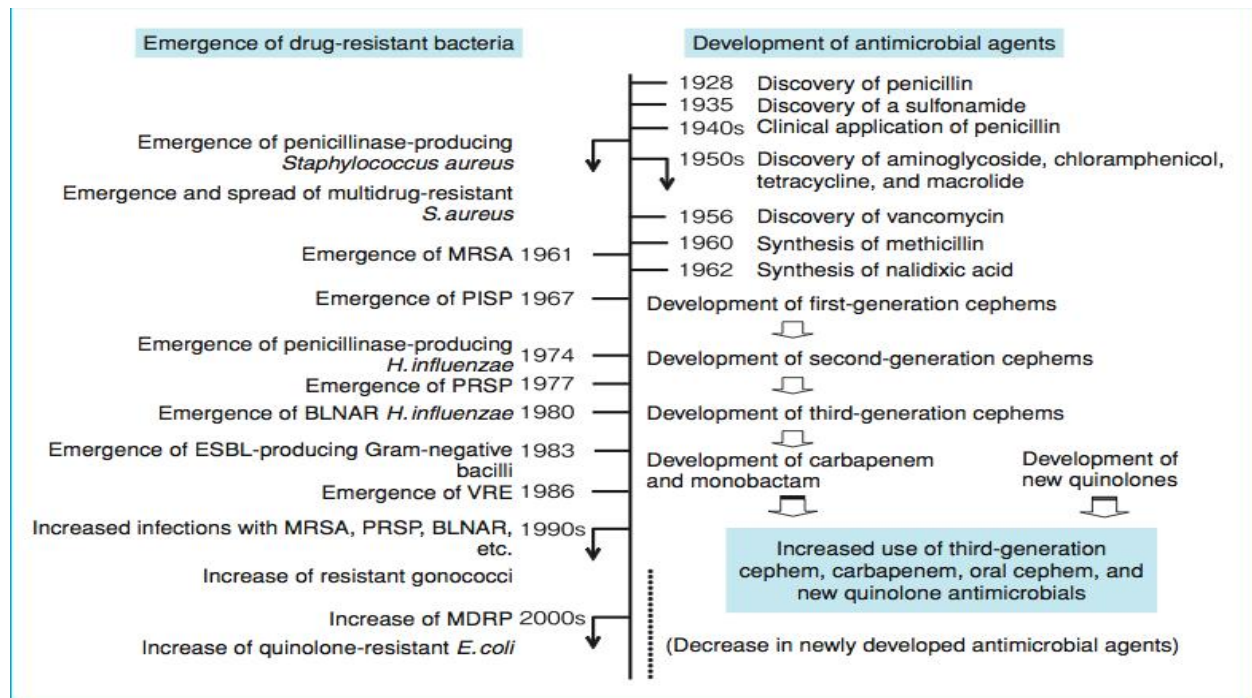 Emergence of drug-resistant bacteria
Development of antimicrobial agents
1928 Discovery of penicillin
1935 Discovery of a sulfonamide
1940s Clinical application of penicillin
Emergence of penicillinase-producing
Staphylococcus aureus
1950s Discovery of aminoglycoside, chloramphenicol,
tetracycline, and macrolide
Emergence and spread of multidrug-resistant
S. aureus
1956 Discovery of vancomycin
1960 Synthesis of methicillin
Emergence of MRSA 1961
1962 Synthesis of nalidixic acid
Emergence of PISP 1967
Development of first-generation cephems
Emergence of penicillinase-producing
H. influenzae 1974
Development of second-generation cephems
Emergence of PRSP 1977
Emergence of BLNAR H. influenzae 1980
Development of third-generation cephems
Emergence of ESBL-producing Gram-negative 1983
bacilli
Development of carbapenem
and monobactam
Development of
new quinolones
Emergence of VRE 1986
Increased infections with MRSA, PRSP, BLNAR, 1990s
etc.
Increased use of third-generation
cephem, carbapenem, oral cephem, and
new quinolone antimicrobials
Increase of resistant gonococci
Increase of MDRP 2000s
Increase of quinolone-resistant E. coli
(Decrease in newly developed antimicrobial agents)